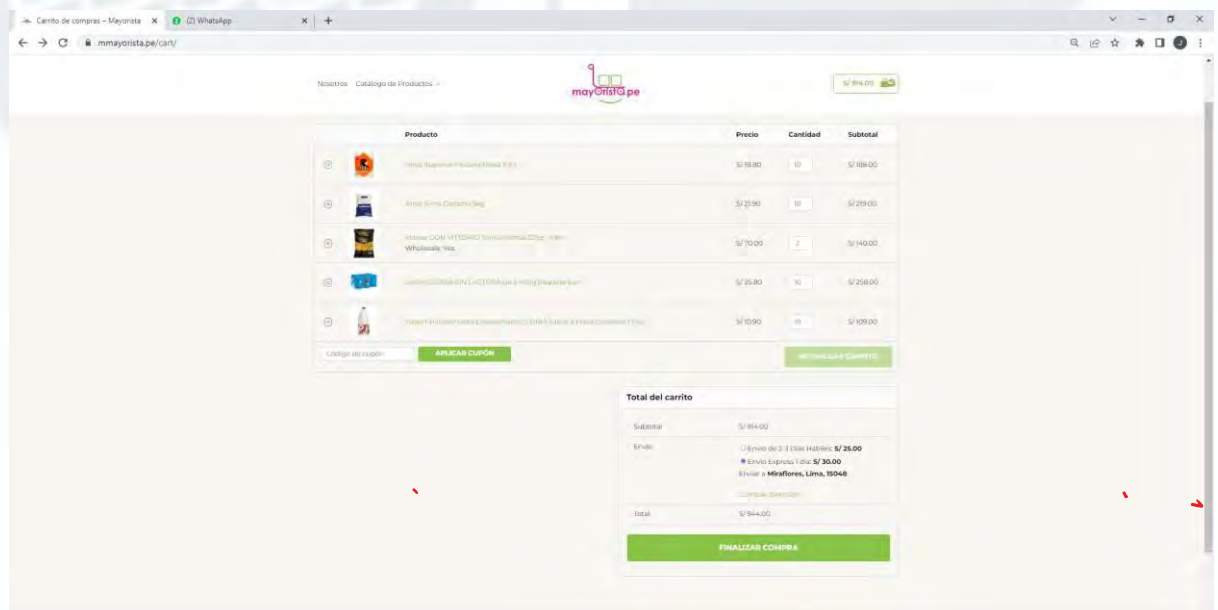 Carrito de compras – Mayorista
(2) WhatsApp
mmayorista.pe/cart/
Nosotros Catálogo de Productos
mayorista.pe
S/ 914.00
Producto Precio Cantidad Subtotal
S/ 18.80 10 S/ 188.00
S/ 21.90 10 S/ 219.00
S/ 70.00 2 S/ 140.00
Wholesale: Yes
S/ 25.80 10 S/ 258.00
S/ 10.90 10 S/ 109.00
Código de cupón APLICAR CUPÓN ACTUALIZAR CARRITO
Total del carrito
Subtotal S/ 914.00
Envío Envío de 2-3 Días Hábiles: S/ 25.00
Envío Express 1 día: S/ 30.00
Enviar a Miraflores, Lima, 15048.
Cambiar dirección
Total S/ 944.00
FINALIZAR COMPRA